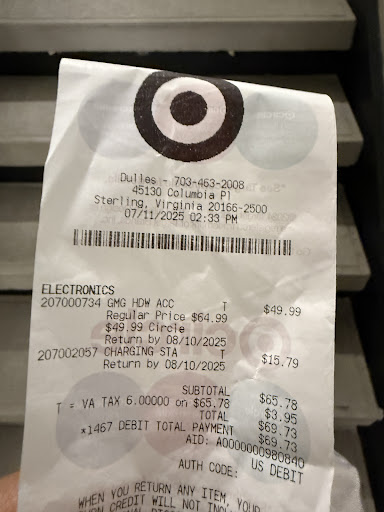 Dulles - 703-463-2008
45130 Columbia Pl
Sterling, Virginia 20166-2500
07/11/2025 02:33 PM
ELECTRONICS
207000734 GMG HDW ACC T $49.99
Regular Price $64.99
$49.99 Circle
Return by 08/10/2025
207002057 CHARGING STA T $15.79
Return by 08/10/2025
SUBTOTAL $65.78
T = VA TAX 6.00000 on $65.78 $3.95
TOTAL $69.73
*1467 DEBIT TOTAL PAYMENT $69.73
AID: A0000000980840
US DEBIT
AUTH CODE:
WHEN YOU RETURN ANY ITEM, YOUR
RETURN CREDIT WILL NOT